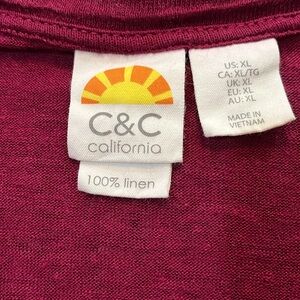 C&C
california
100% linen
US: XL
CA: XL/TG
UK: XL
EU: XL
AU: XL
MADE IN
VIETNAM